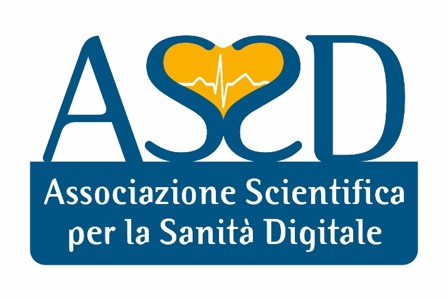 ASSD
Associazione Scientifica
per la Sanità Digitale